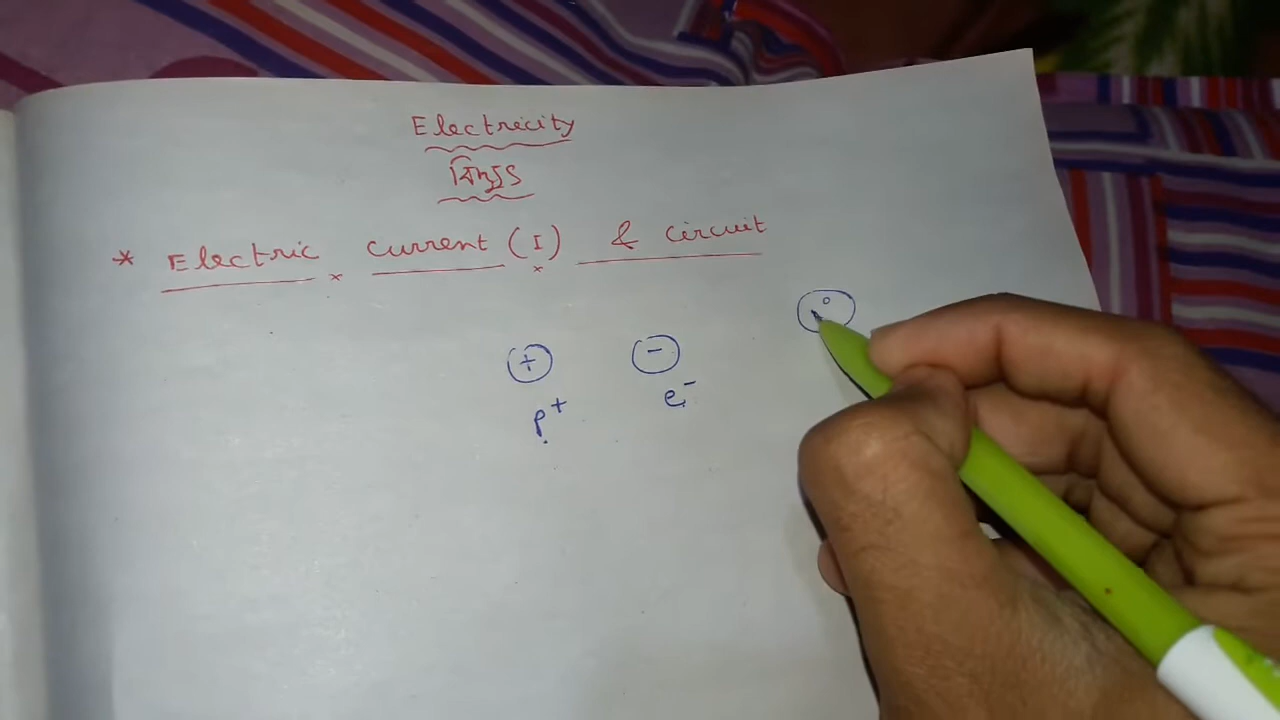 Electricity
বিদ্যুৎ
* Electric Current (I) & Circuit
+ - °
p⁺ e⁻